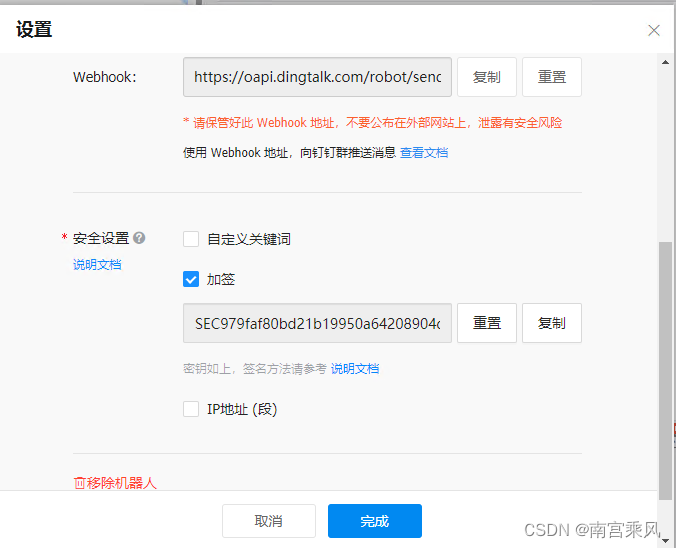 设置
Webhook：
https://oapi.dingtalk.com/robot/send
复制
重置
* 请保管好此 Webhook 地址，不要公布在外部网站上，泄露有安全风险
使用 Webhook 地址，向钉钉群推送消息 查看文档
* 安全设置
说明文档
自定义关键词
加签
SEC979faf80bd21b19950a64208904
重置
复制
密钥如上，签名方法请参考 说明文档
IP地址 (段)
移除机器人
取消
完成
CSDN @南宫乘风